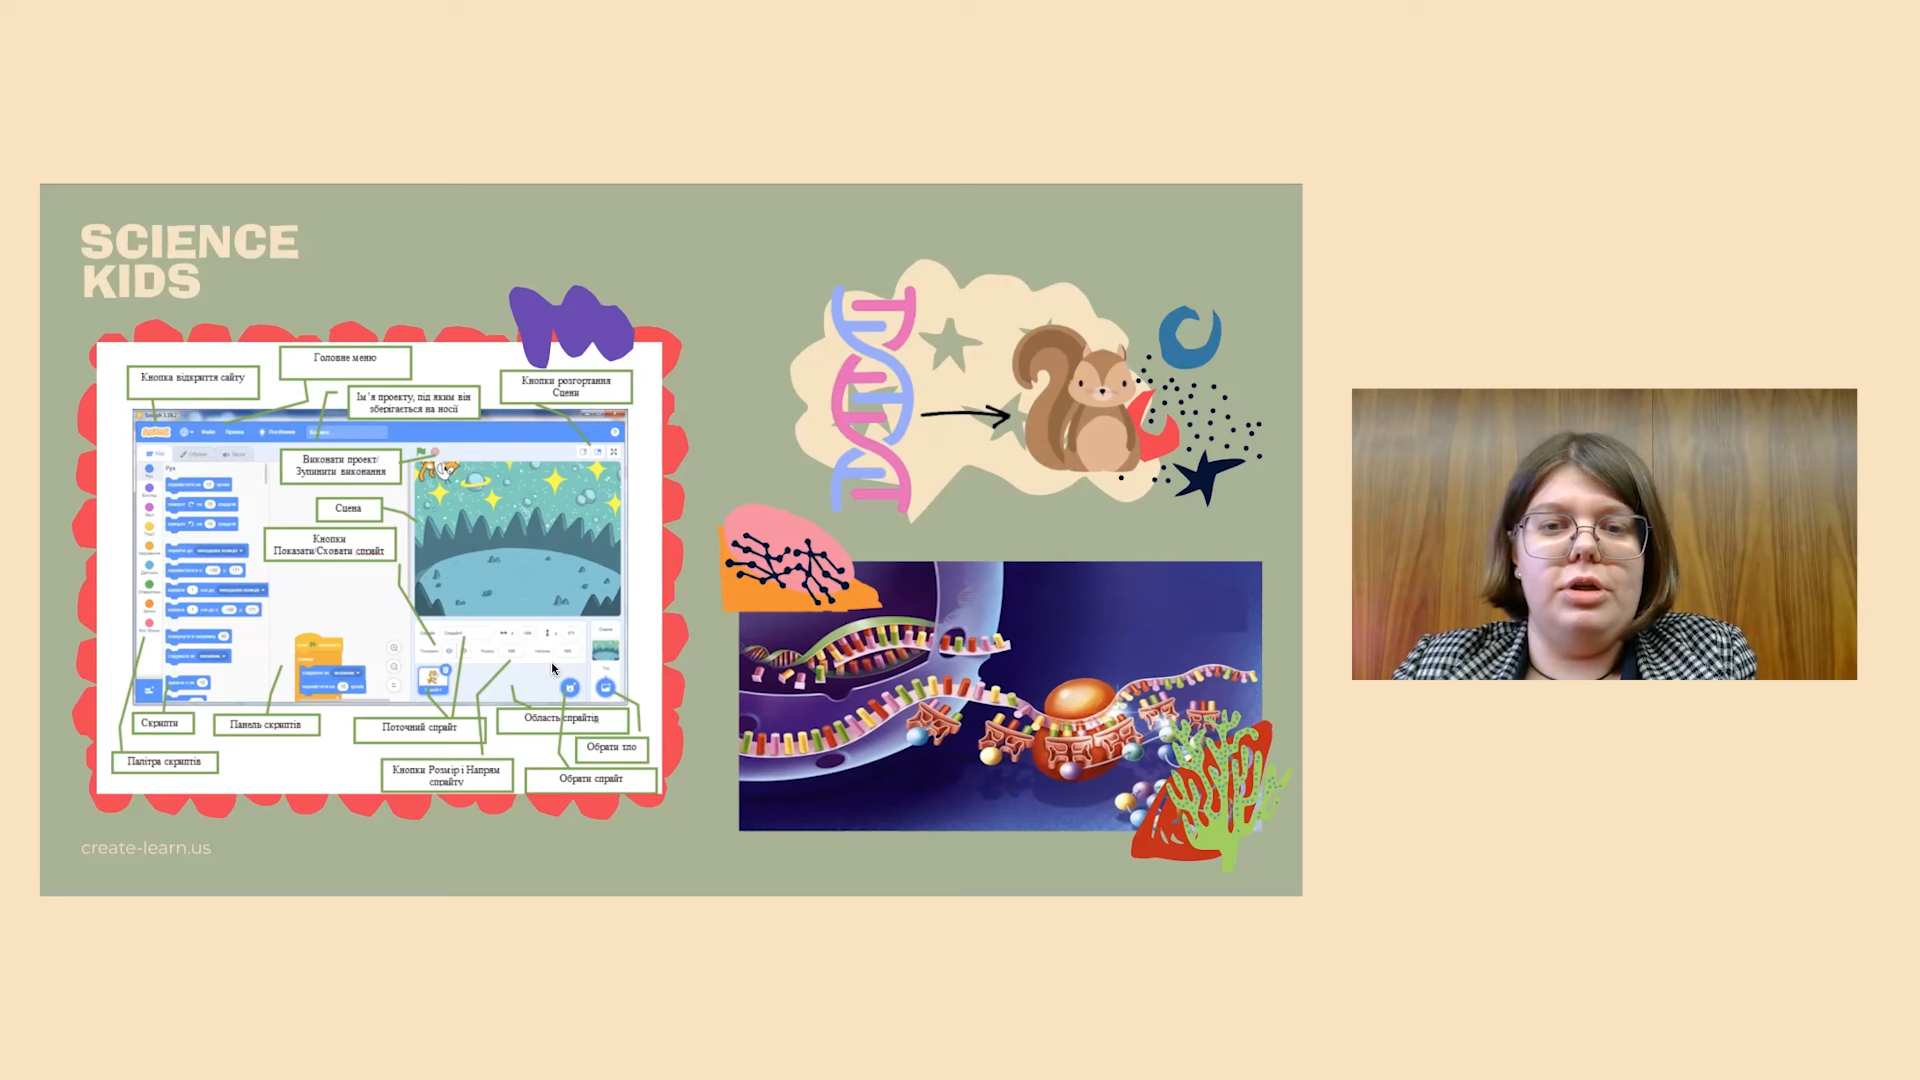 SCIENCE
KIDS
Головне меню
Кнопка відкриття сайту
Кнопки розгортання
Сцени
Ім`я проекту, під яким він
зберігається на носії
Виконати проект/
Зупинити виконання
Сцена
Кнопки
Показати/Сховати спрайт
Рух
Скрипти
Панель скриптів
Поточний спрайт
Область спрайтів
Обрати тло
Палітра скриптів
Кнопки Розмір і Напрям
спрайту
Обрати спрайт
create-learn.us